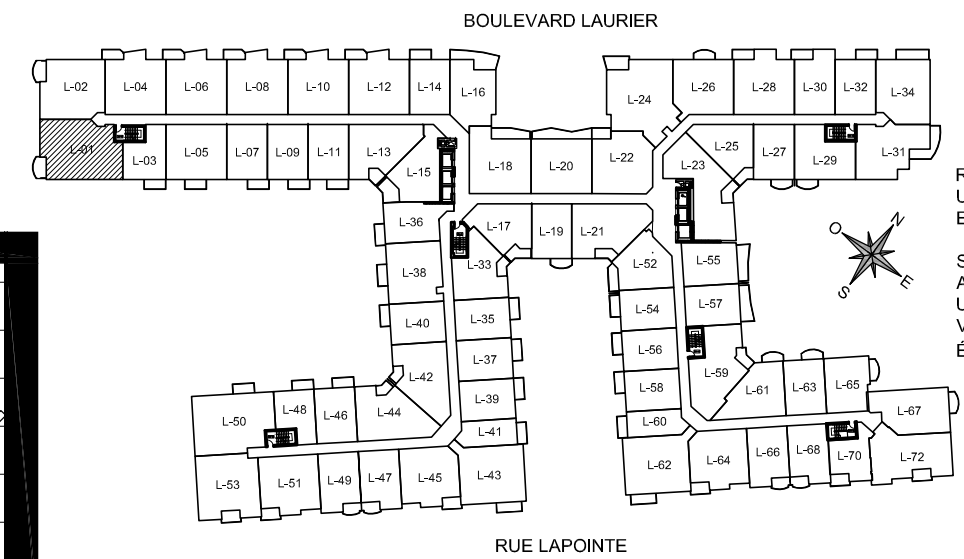 BOULEVARD LAURIER
L-02 L-04 L-06 L-08 L-10 L-12 L-14 L-16 L-24 L-26 L-28 L-30 L-32 L-34
L-01 L-03 L-05 L-07 L-09 L-11 L-13 L-15 L-18 L-20 L-22 L-23 L-25 L-27 L-29 L-31
L-36 L-17 L-19 L-21
L-38 L-33 L-52 L-55
L-40 L-35 L-54 L-57
L-42 L-37 L-56 L-59
L-39 L-58 L-61 L-63 L-65
L-50 L-48 L-46 L-44 L-41 L-60 L-67
L-53 L-51 L-49 L-47 L-45 L-43 L-62 L-64 L-66 L-68 L-70 L-72
RUE LAPOINTE
R
U
E
N
O
E
S
S
A
U
V
É